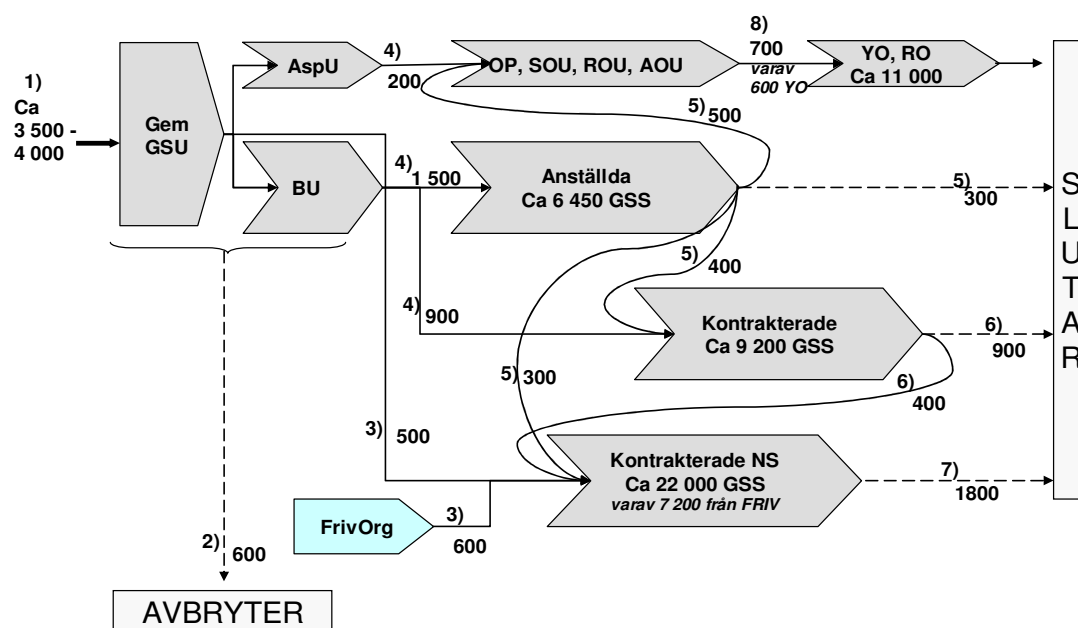 1)
Ca
3 500 -
4 000
Gem
GSU
AspU
4)
200
OP, SOU, ROU, AOU
8)
700
varav
600 YO
YO, RO
Ca 11 000
5)
500
BU
4)
1 500
Anställda
Ca 6 450 GSS
5)
300
5)
400
4)
900
Kontrakterade
Ca 9 200 GSS
6)
900
5)
300
6)
400
3)
500
Kontrakterade NS
Ca 22 000 GSS
varav 7 200 från FRIV
7)
1800
FrivOrg
3)
600
2)
600
AVBRYTER
S
L
U
T
A
R